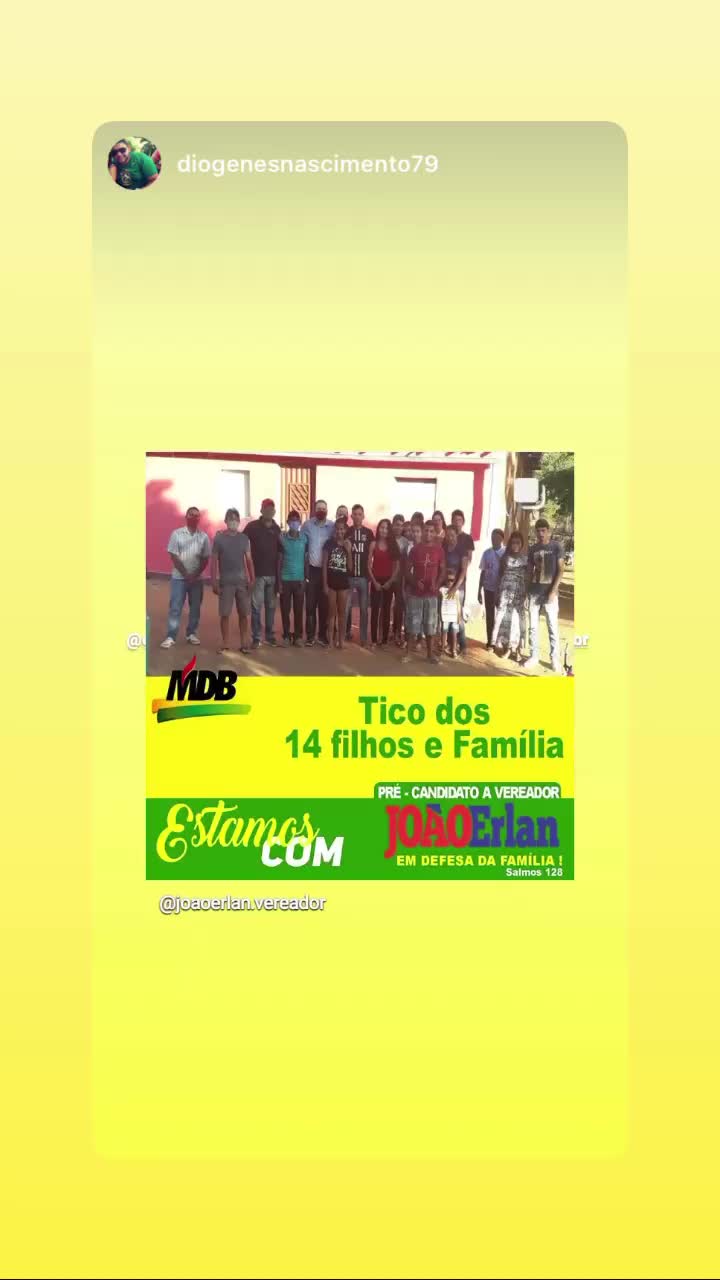 diogenesnascimento79
MDB
Tico dos
14 filhos e Família
PRÉ - CANDIDATO A VEREADOR
Estamos
COM
JOÃOErlan
EM DEFESA DA FAMÍLIA !
Salmos 128
@joaoerlan.vereador